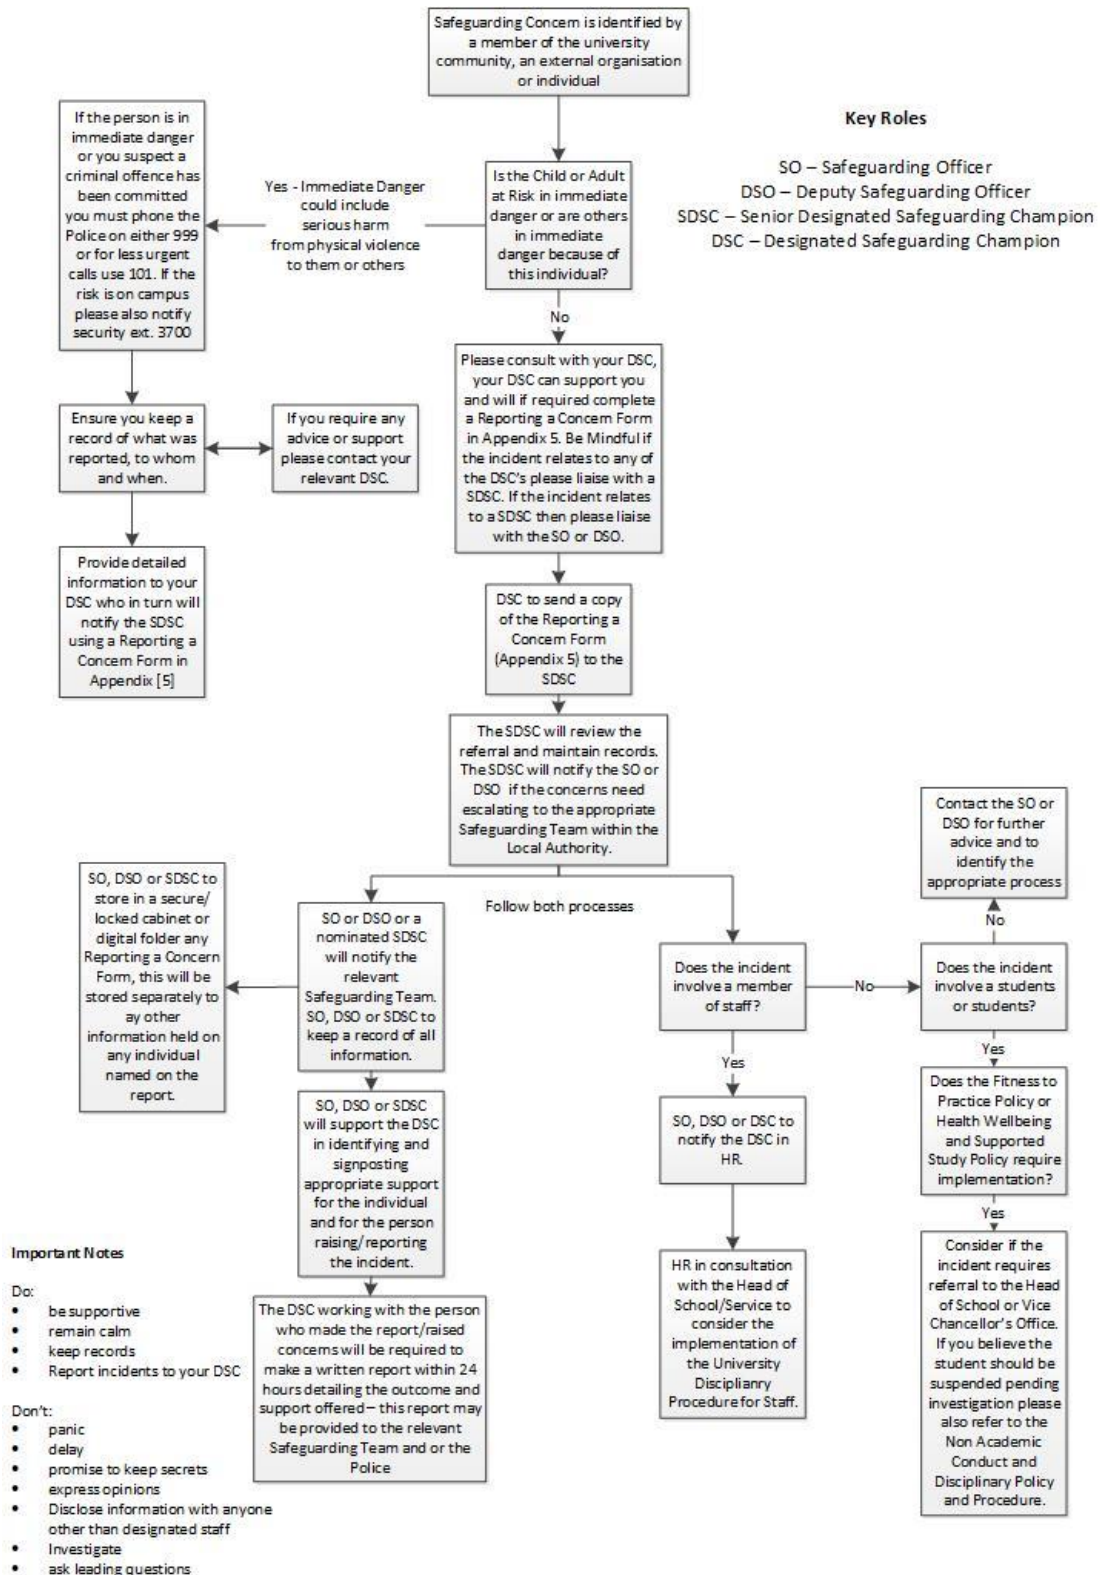 Safeguarding Concern is identified by
a member of the university
community, an external organisation
or individual
Key Roles
SO – Safeguarding Officer
DSO – Deputy Safeguarding Officer
SDSC – Senior Designated Safeguarding Champion
DSC – Designated Safeguarding Champion
Is the Child or Adult
at Risk in immediate
danger or are others
in immediate
danger because of
this individual?
Yes - Immediate Danger
could include
serious harm
from physical violence
to them or others
If the person is in
immediate danger
or you suspect a
criminal offence has
been committed
you must phone the
Police on either 999
or for less urgent
calls use 101. If the
risk is on campus
please also notify
security ext. 3700
Ensure you keep a
record of what was
reported, to whom
and when.
If you require any
advice or support
please contact your
relevant DSC.
Provide detailed
information to your
DSC who in turn will
notify the SDSC
using a Reporting a
Concern Form in
Appendix [5]
No
Please consult with your DSC,
your DSC can support you
and will if required complete
a Reporting a Concern Form
in Appendix 5. Be Mindful if
the incident relates to any of
the DSC's please liaise with a
SDSC. If the incident relates
to a SDSC then please liaise
with the SO or DSO.
DSC to send a copy
of the Reporting a
Concern Form
(Appendix 5) to the
SDSC
The SDSC will review the
referral and maintain records.
The SDSC will notify the SO or
DSO if the concerns need
escalating to the appropriate
Safeguarding Team within the
Local Authority.
Follow both processes
SO or DSO or a
nominated SDSC
will notify the
relevant
Safeguarding Team.
SO, DSO or SDSC to
keep a record of all
information.
SO, DSO or SDSC to
store in a secure/
locked cabinet or
digital folder any
Reporting a Concern
Form, this will be
stored separately to
ay other
information held on
any individual
named on the
report.
SO, DSO or SDSC
will support the DSC
in identifying and
signposting
appropriate support
for the individual
and for the person
raising/reporting
the incident.
The DSC working with the person
who made the report/raised
concerns will be required to
make a written report within 24
hours detailing the outcome and
support offered – this report may
be provided to the relevant
Safeguarding Team and or the
Police
Does the incident
involve a member
of staff?
Yes
SO, DSO or DSC to
notify the DSC in
HR.
HR in consultation
with the Head of
School/Service to
consider the
implementation of
the University
Disciplianry
Procedure for Staff.
No
Does the incident
involve a students
or students?
No
Contact the SO or
DSO for further
advice and to
identify the
appropriate process
Yes
Does the Fitness to
Practice Policy or
Health Wellbeing
and Supported
Study Policy require
implementation?
Yes
Consider if the
incident requires
referral to the Head
of School or Vice
Chancellor's Office.
If you believe the
student should be
suspended pending
investigation please
also refer to the
Non Academic
Conduct and
Disciplinary Policy
and Procedure.
Important Notes
Do:
• be supportive
• remain calm
• keep records
• Report incidents to your DSC
Don't:
• panic
• delay
• promise to keep secrets
• express opinions
• Disclose information with anyone
other than designated staff
• Investigate
• ask leading questions